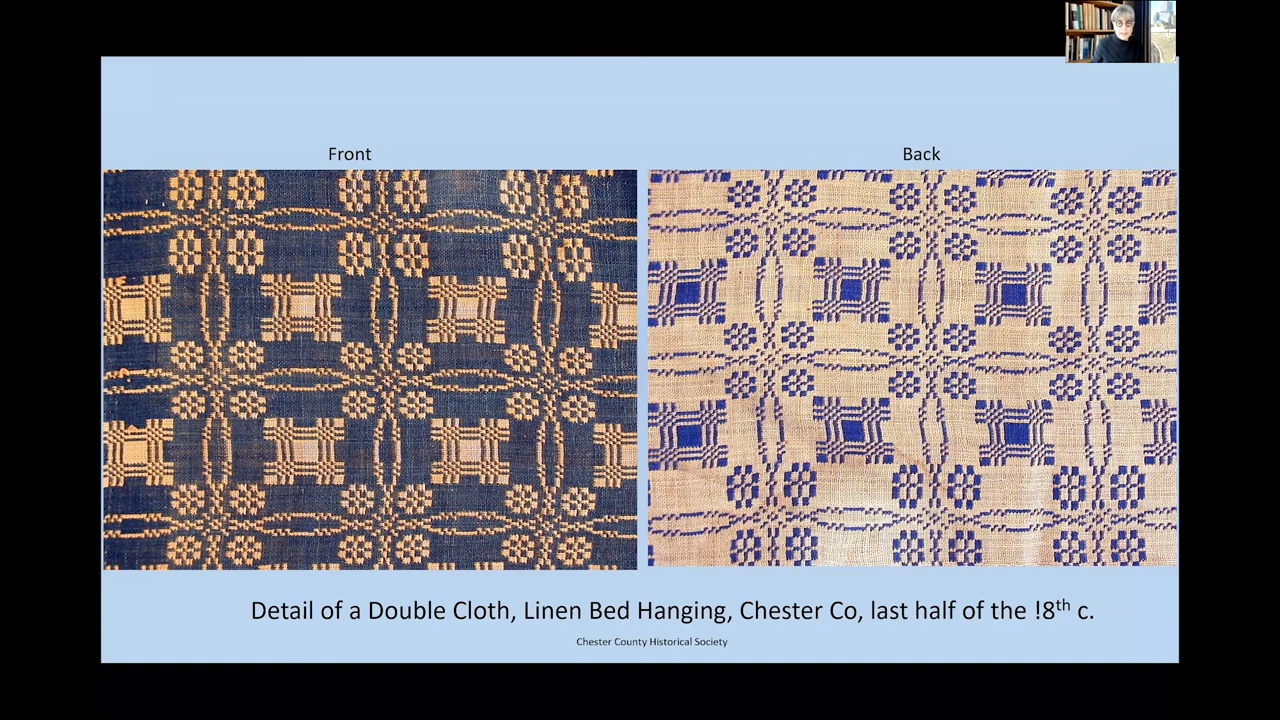 Front
Back
Detail of a Double Cloth, Linen Bed Hanging, Chester Co, last half of the !8th c.
Chester County Historical Society